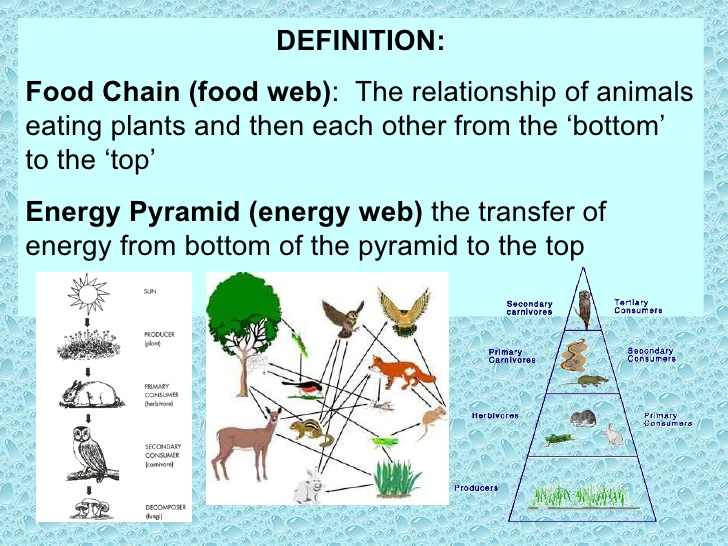 DEFINITION:
Food Chain (food web):  The relationship of animals
eating plants and then each other from the ‘bottom’
to the ‘top’
Energy Pyramid (energy web) the transfer of
energy from bottom of the pyramid to the top
SUN
PRODUCER
(plant)
PRIMARY
CONSUMER
(herbivore)
SECONDARY
CONSUMER
(carnivore)
DECOMPOSER
(fungi)
Secondary
carnivores
Tertiary
Consumers
Primary
Carnivores
Secondary
Consumers
Herbivores
Primary
Consumers
Producers